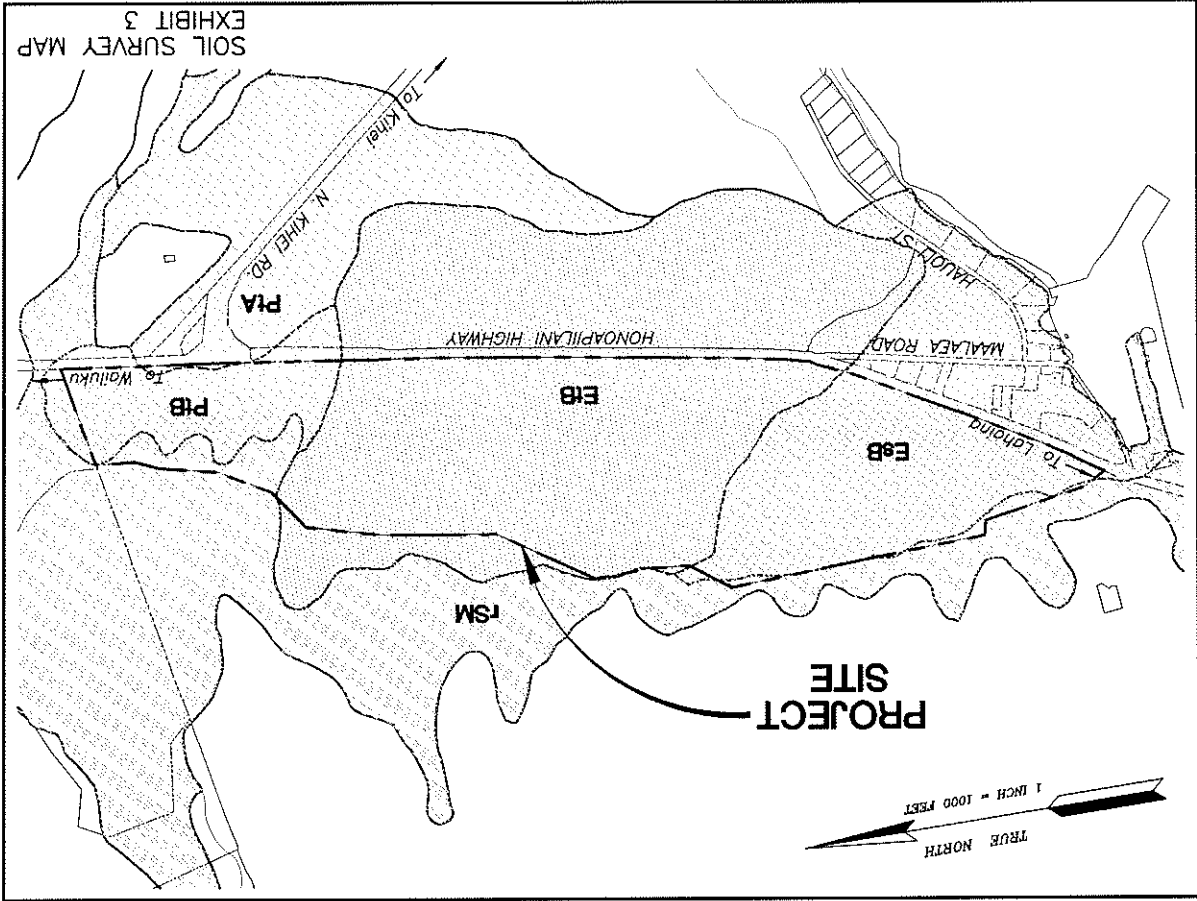 TRUE NORTH
1 INCH = 1000 FEET
PROJECT
SITE
rSM
EsB
EtB
PtB
PtA
To Lahaina
To Wailuku
MAALAEA ROAD
HONOAPIILANI HIGHWAY
HAUOLI ST
N. KIHEI RD.
To Kihei
SOIL SURVEY MAP
EXHIBIT 3